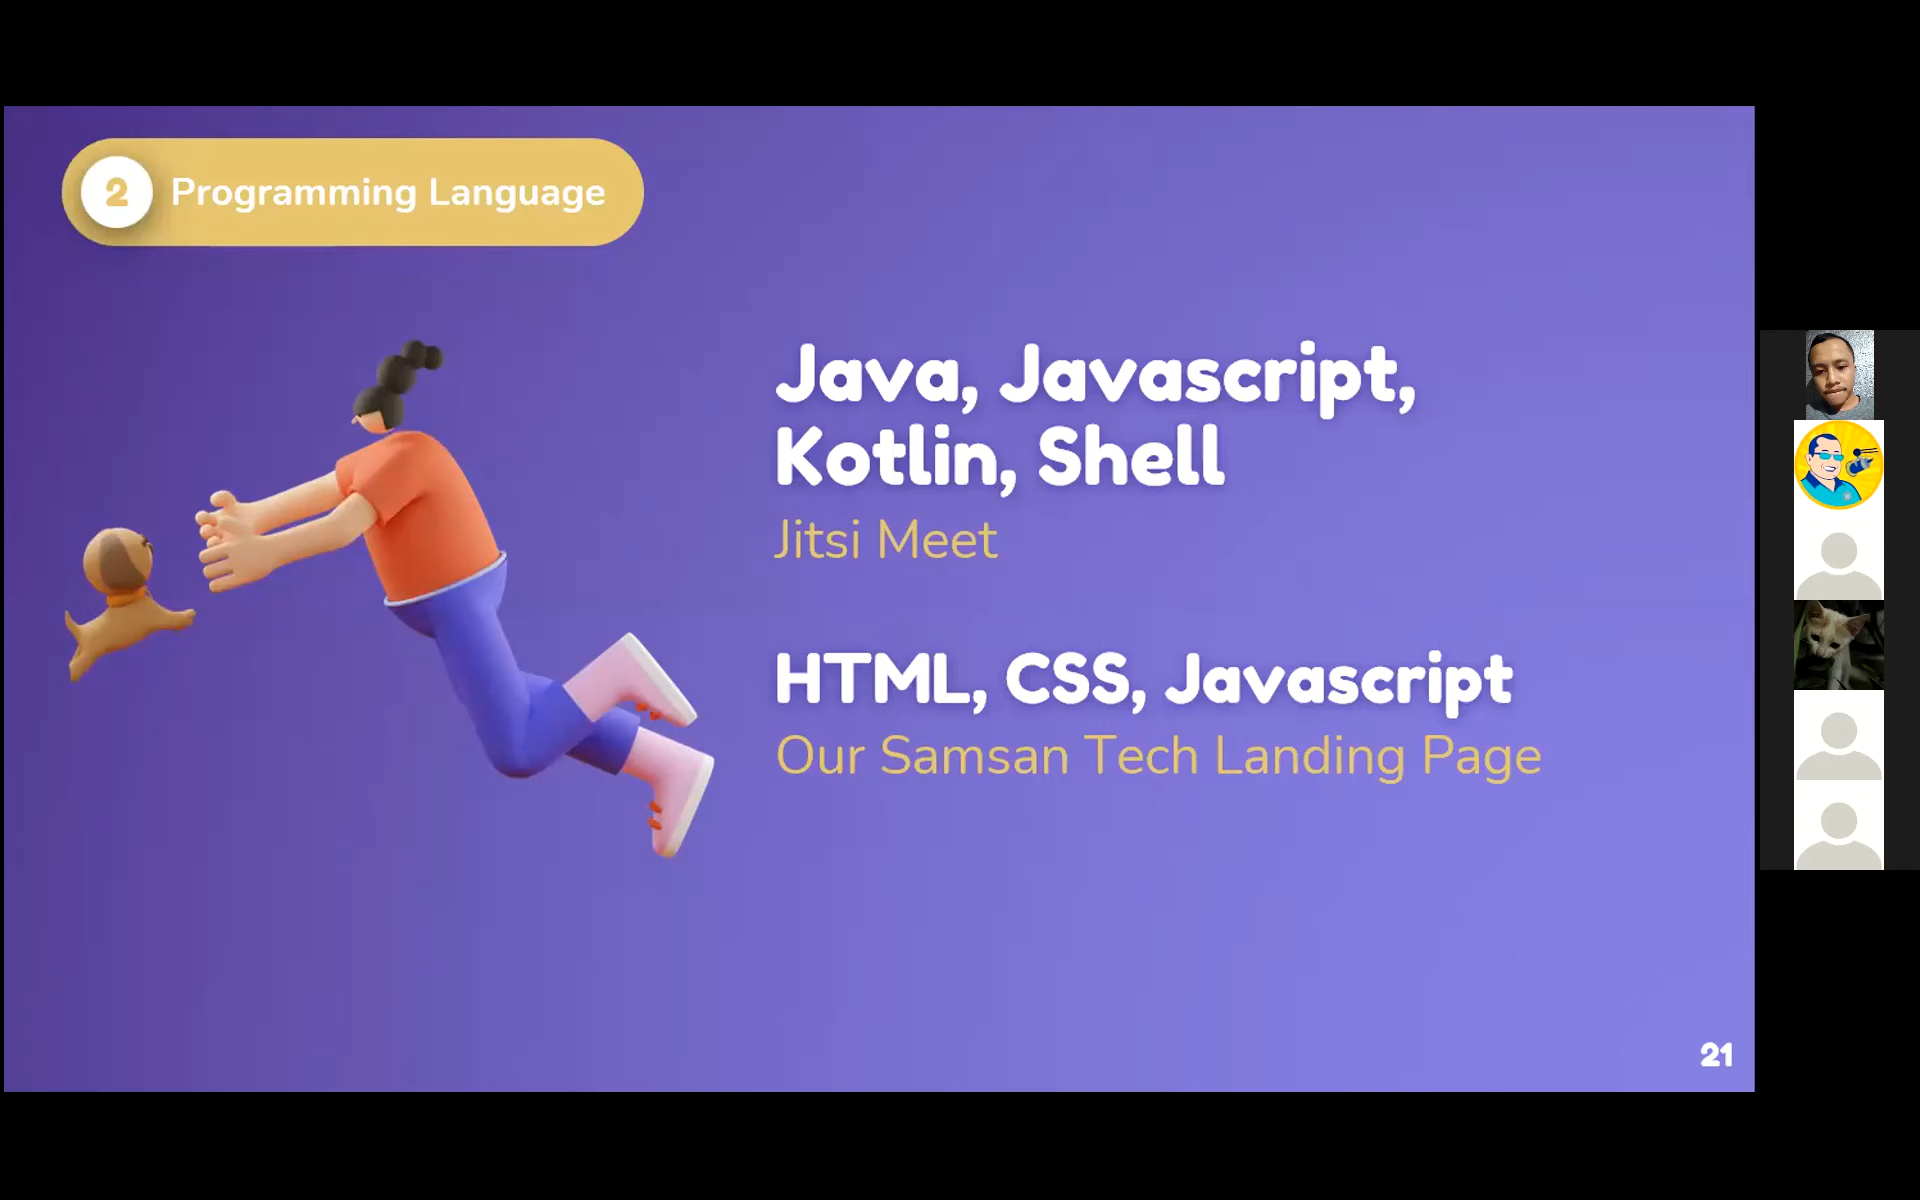 2 Programming Language
Java, Javascript,
Kotlin, Shell
Jitsi Meet
HTML, CSS, Javascript
Our Samsan Tech Landing Page
21